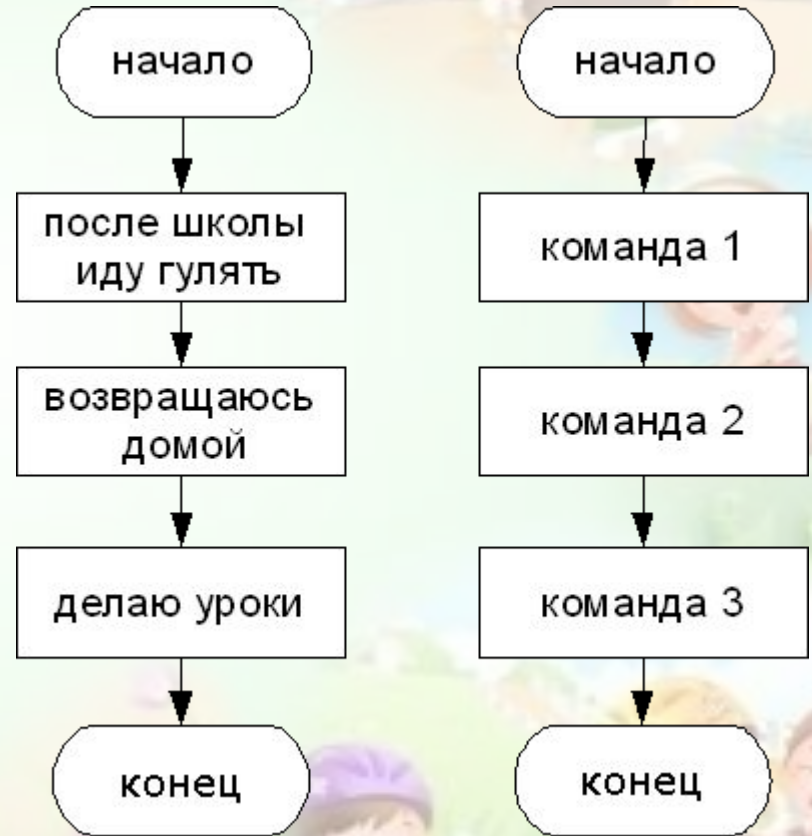 начало
после школы
иду гулять
возвращаюсь
домой
делаю уроки
конец
начало
команда 1
команда 2
команда 3
конец